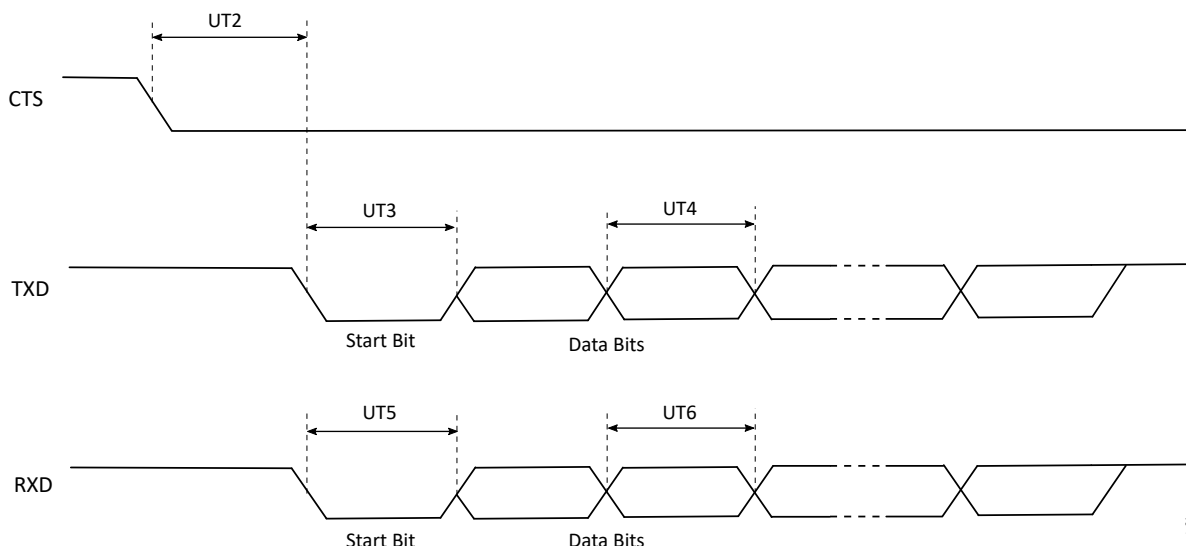 UT2
CTS
UT3
UT4
TXD
Start Bit
Data Bits
UT5
UT6
RXD
Start Bit
Data Bits